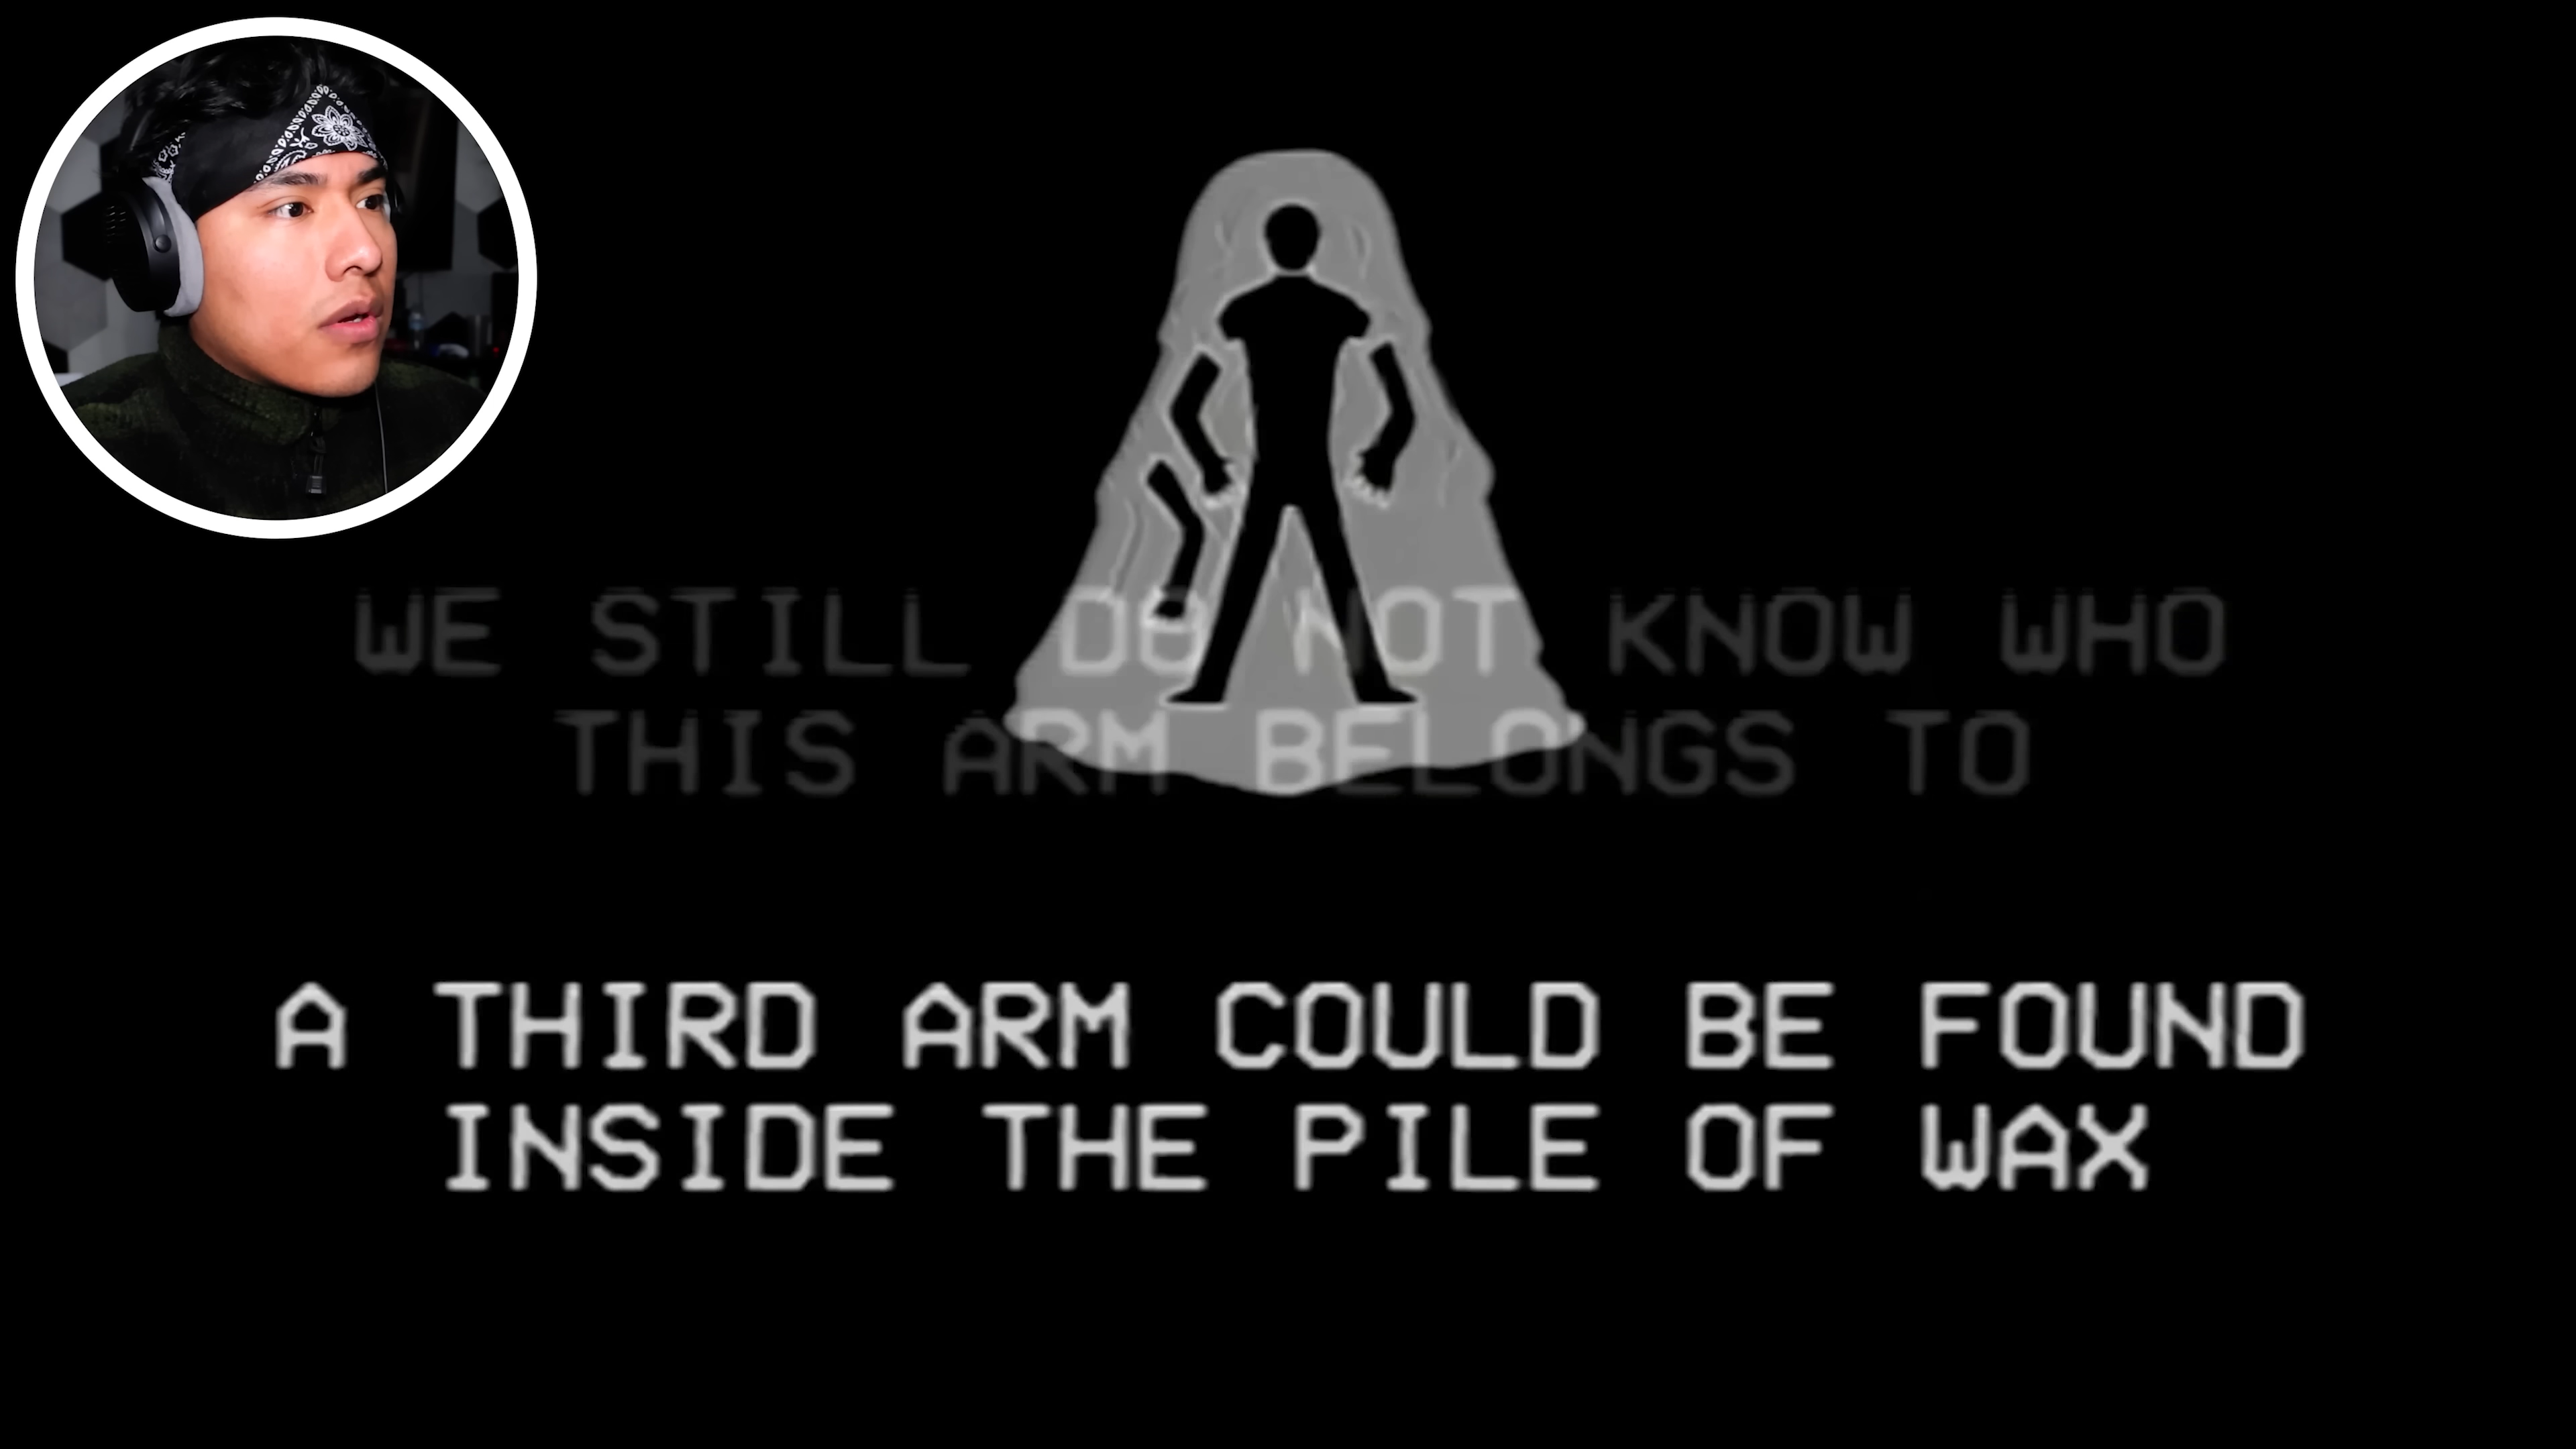 WE STILL DO NOT KNOW WHO
THIS ARM BELONGS TO
A THIRD ARM COULD BE FOUND
INSIDE THE PILE OF WAX